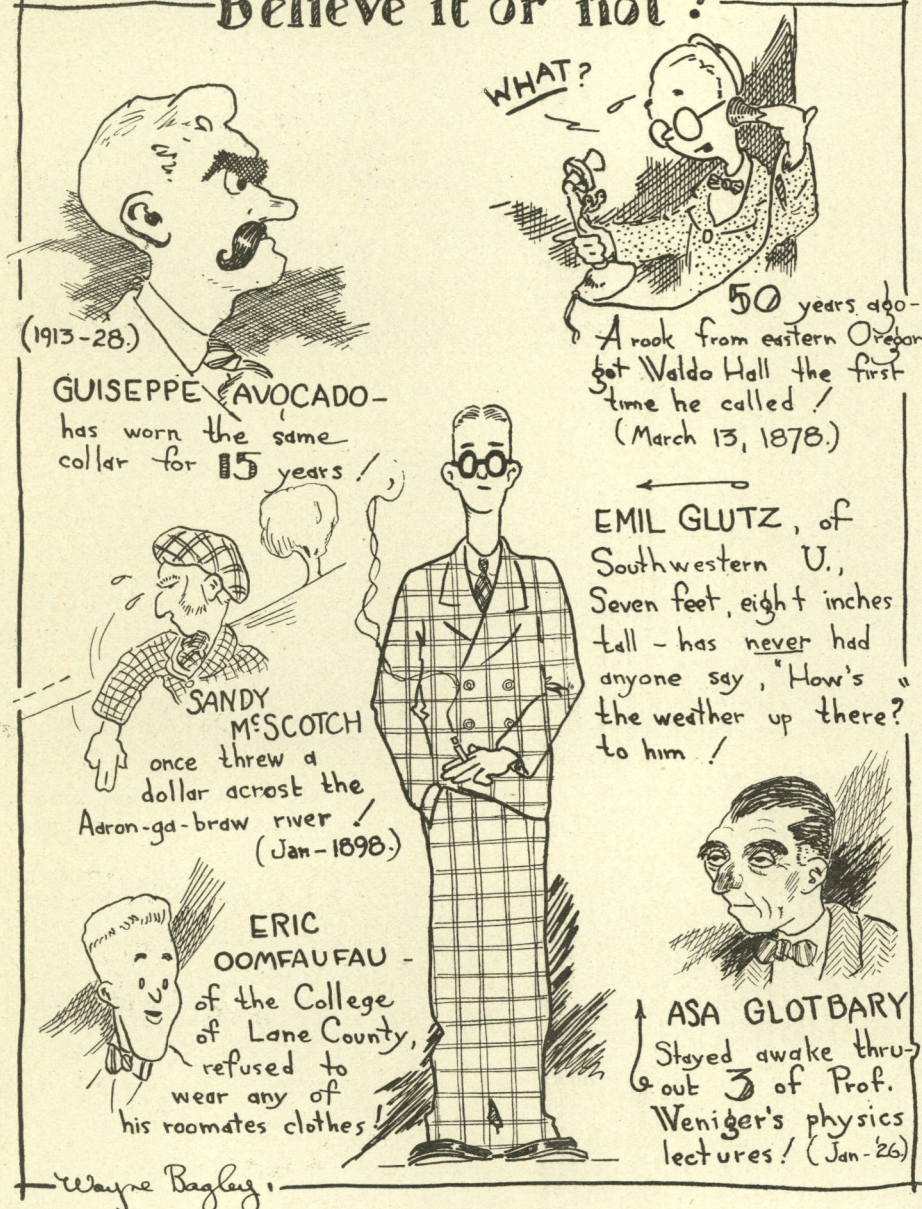 Believe it or not?
WHAT?
(1913-28.)
GUISEPPE AVOCADO-
has worn the same
collar for 15 years!
50 years ago-
A rook from eastern Oregon
got Waldo Hall the first
time he called!
(March 13, 1878.)
SANDY
McSCOTCH
once threw a
dollar acrost the
Aaron-ga-braw river!
(Jan-1898.)
EMIL GLUTZ, of
Southwestern U.,
Seven feet, eight inches
tall - has never had
anyone say, "How's
the weather up there?"
to him!
ERIC
OOMFAUFAU -
of the College
of Lane County,
refused to
wear any of
his roomates clothes!
ASA GLOTBARY
Stayed awake thru-
out 3 of Prof.
Weniger's physics
lectures! (Jan-'26)
Wayne Bagley.